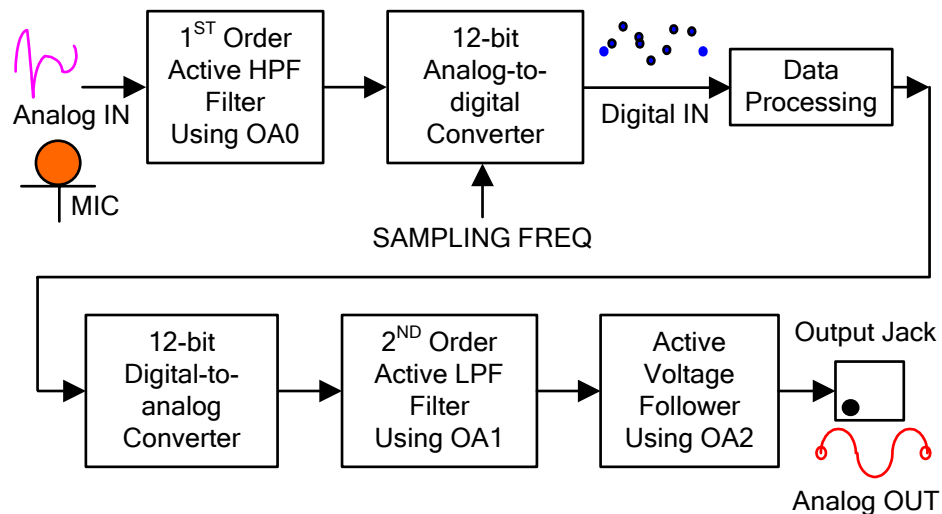 1ST Order
Active HPF
Filter
Using OA0
12-bit
Analog-to-
digital
Converter
Data
Processing
Analog IN
Digital IN
MIC
SAMPLING FREQ
12-bit
Digital-to-
analog
Converter
2ND Order
Active LPF
Filter
Using OA1
Active
Voltage
Follower
Using OA2
Output Jack
Analog OUT